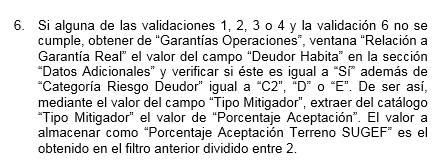 6. Si alguna de las validaciones 1, 2, 3 o 4 y la validación 6 no se
cumple, obtener de “Garantías Operaciones”, ventana “Relación a
Garantía Real” el valor del campo “Deudor Habita” en la sección
“Datos Adicionales” y verificar si éste es igual a “Sí” además de
“Categoría Riesgo Deudor” igual a “C2”, “D” o “E”. De ser así,
mediante el valor del campo “Tipo Mitigador”, extraer del catálogo
“Tipo Mitigador” el valor de “Porcentaje Aceptación”. El valor a
almacenar como “Porcentaje Aceptación Terreno SUGEF” es el
obtenido en el filtro anterior dividido entre 2.